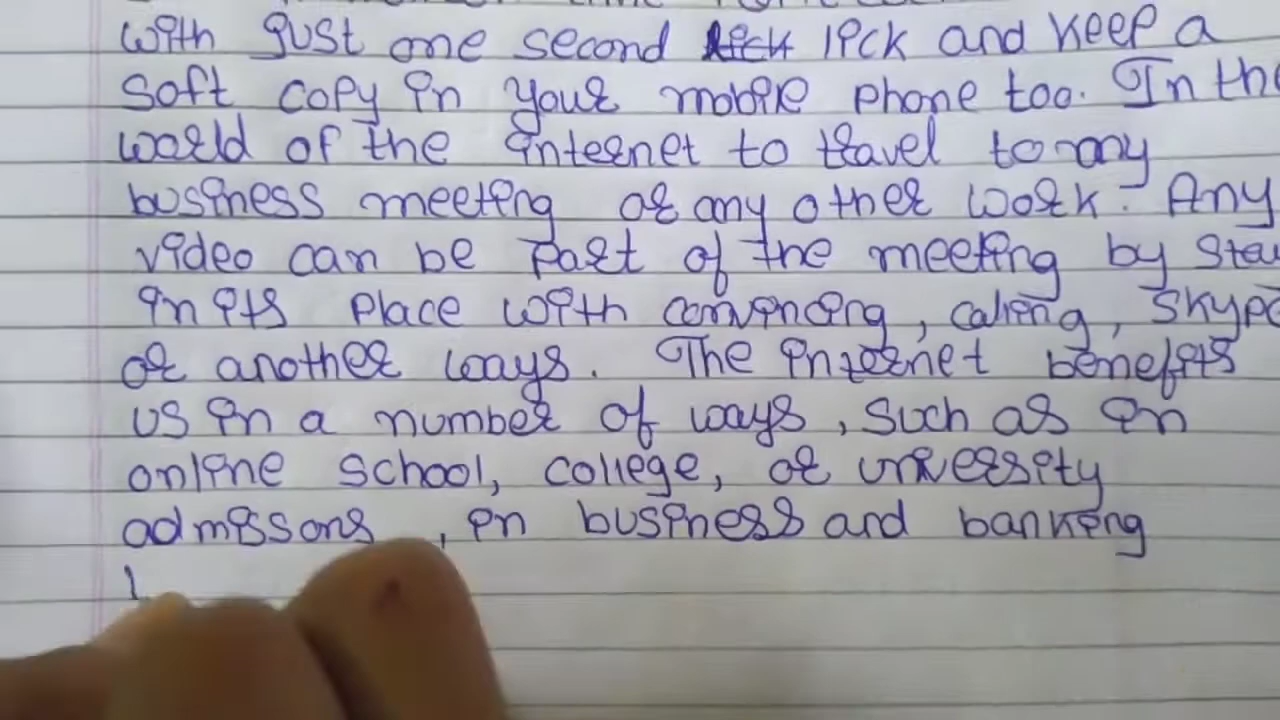 with just one second lick and keep a
soft copy in your mobile phone too. In the
world of the internet to travel to any
business meeting or any other work. Any
video can be part of the meeting by
in its place with convincing, caling, Skype
or another ways. The internet benefits
us in a number of ways, such as in
online school, college, or university
admissons, in business and banking